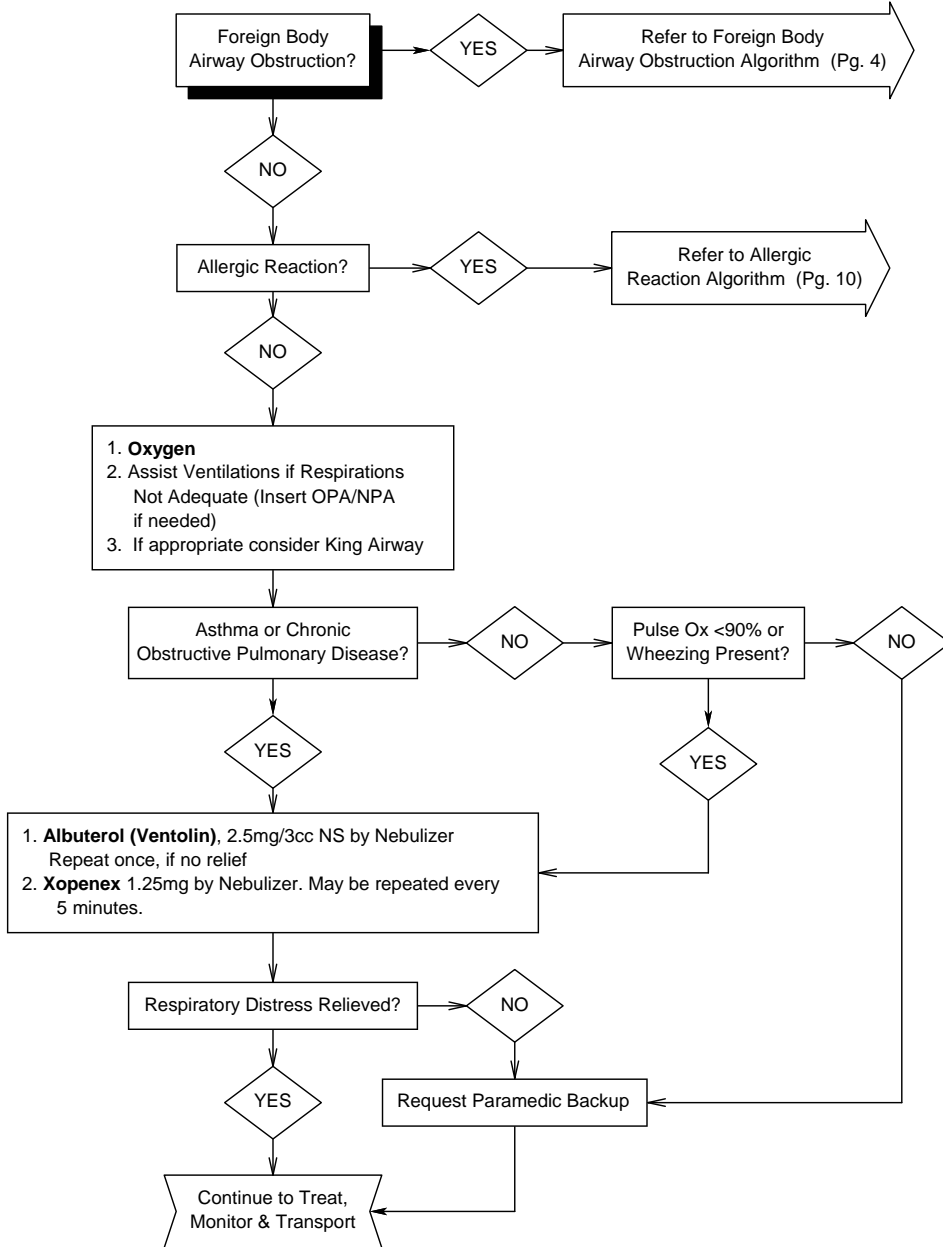 Foreign Body
Airway Obstruction?
YES
Refer to Foreign Body
Airway Obstruction Algorithm (Pg. 4)
NO
Allergic Reaction?
YES
Refer to Allergic
Reaction Algorithm (Pg. 10)
NO
1. Oxygen
2. Assist Ventilations if Respirations
Not Adequate (Insert OPA/NPA
if needed)
3. If appropriate consider King Airway
Asthma or Chronic
Obstructive Pulmonary Disease?
NO
Pulse Ox <90% or
Wheezing Present?
NO
YES
YES
1. Albuterol (Ventolin), 2.5mg/3cc NS by Nebulizer
Repeat once, if no relief
2. Xopenex 1.25mg by Nebulizer. May be repeated every
5 minutes.
Respiratory Distress Relieved?
NO
YES
Request Paramedic Backup
Continue to Treat,
Monitor & Transport